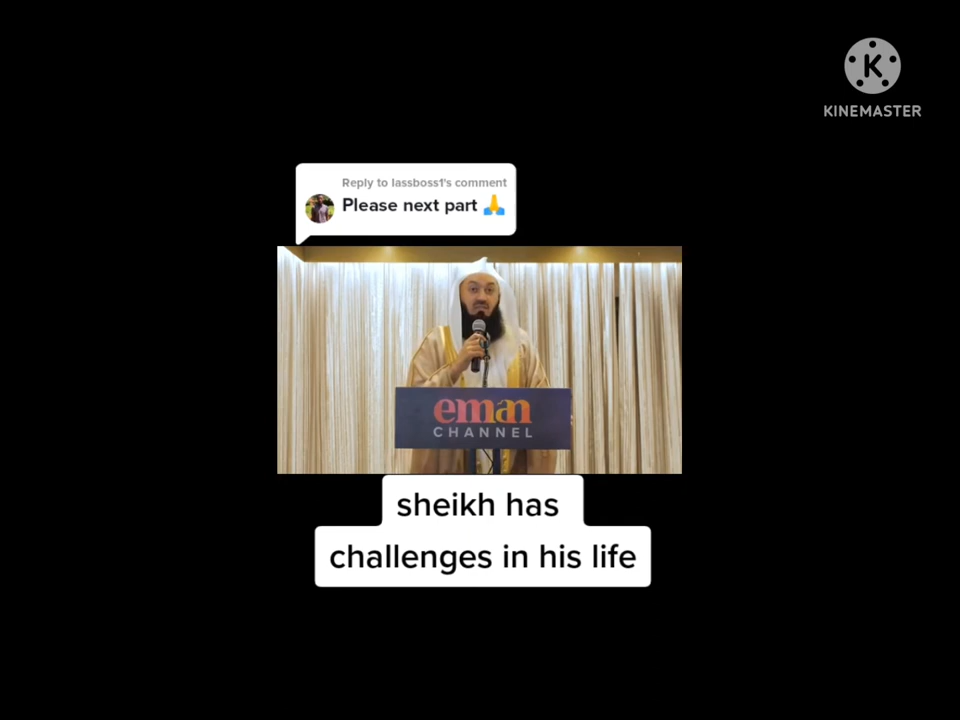 KINEMASTER
Reply to lassboss1's comment
Please next part 🙏
eman
CHANNEL
sheikh has
challenges in his life